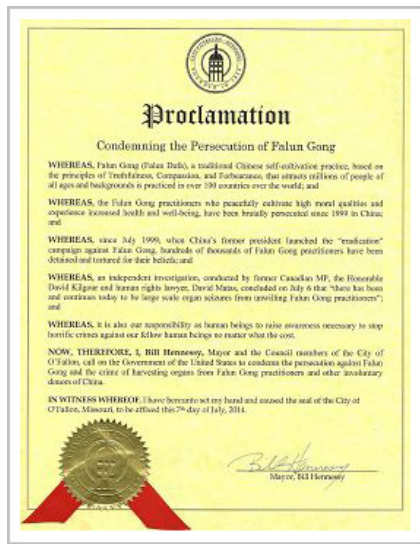 Proclamation
Condemning the Persecution of Falun Gong
WHEREAS, Falun Gong (Falun Dafa), a traditional Chinese self-cultivation practice, based on
the principles of Truthfulness, Compassion, and Forbearance, that attracts millions of people of
all ages and backgrounds is practiced in over 100 countries over the world; and
WHEREAS, the Falun Gong practitioners who peacefully cultivate high moral qualities and
experience increased health and well-being, have been brutally persecuted since 1999 in China;
and
WHEREAS, since July 1999, when China's former president launched the "eradication"
campaign against Falun Gong, hundreds of thousands of Falun Gong practitioners have been
detained and tortured for their beliefs; and
WHEREAS, an independent investigation, conducted by former Canadian MP, the Honorable
David Kilgour and human rights lawyer, David Matas, concluded on July 6 that "there has been
and continues today to be large scale organ seizures from unwilling Falun Gong practitioners";
and
WHEREAS, it is also our responsibility as human beings to raise awareness necessary to stop
horrific crimes against our fellow human beings no matter what the cost.
NOW, THEREFORE, I, Bill Hennessy, Mayor and the Council members of the City of
O'Fallon, call on the Government of the United States to condemn the persecution against Falun
Gong and the crime of harvesting organs from Falun Gong practitioners and other involuntary
donors of China.
IN WITNESS WHEREOF, I have hereunto set my hand and caused the seal of the City of
O'Fallon, Missouri, to be affixed this 7th day of July, 2014.
Bill Hennessy
Mayor, Bill Hennessy